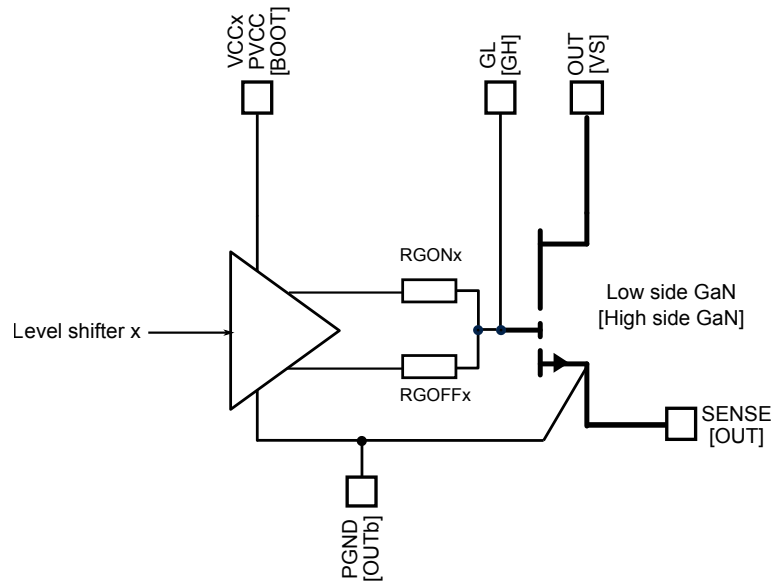 VCCx
PVCC
[BOOT]
GL
[GH]
OUT
[VS]
RGONx
Low side GaN
[High side GaN]
Level shifter x
RGOFFx
SENSE
[OUT]
PGND
[OUTb]